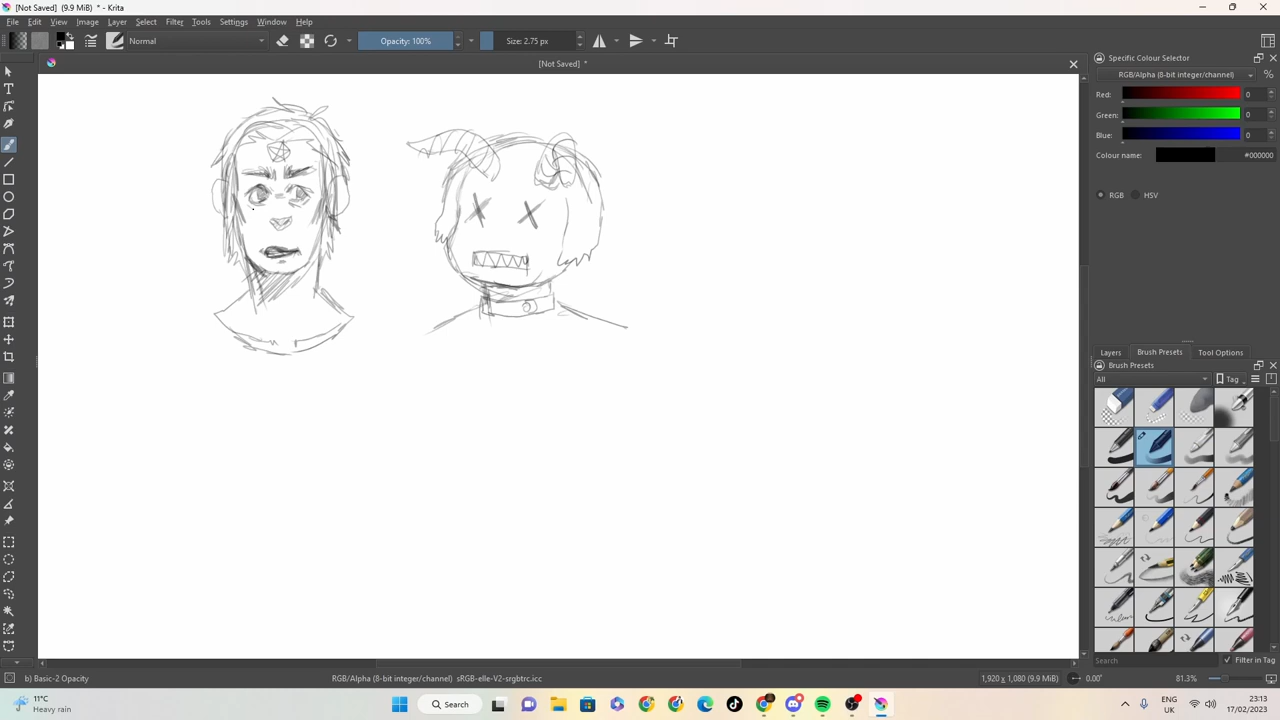 [Not Saved] (9.9 MiB) * - Krita
File Edit View Image Layer Select Filter Tools Settings Window Help
Normal
Opacity: 100%
Size: 2.75 px
[Not Saved] *
Specific Colour Selector
RGB/Alpha (8-bit integer/channel)
%
Red: 0
Green: 0
Blue: 0
Colour name: #000000
RGB HSV
Layers Brush Presets Tool Options
Brush Presets
All
Tag
Search
Filter in Tag
b) Basic-2 Opacity
RGB/Alpha (8-bit integer/channel) sRGB-elle-V2-srgbtrc.icc
1,920 x 1,080 (9.9 MiB)
0.00°
81.3%
11°C
Heavy rain
Search
ENG
UK
23:13
17/02/2023